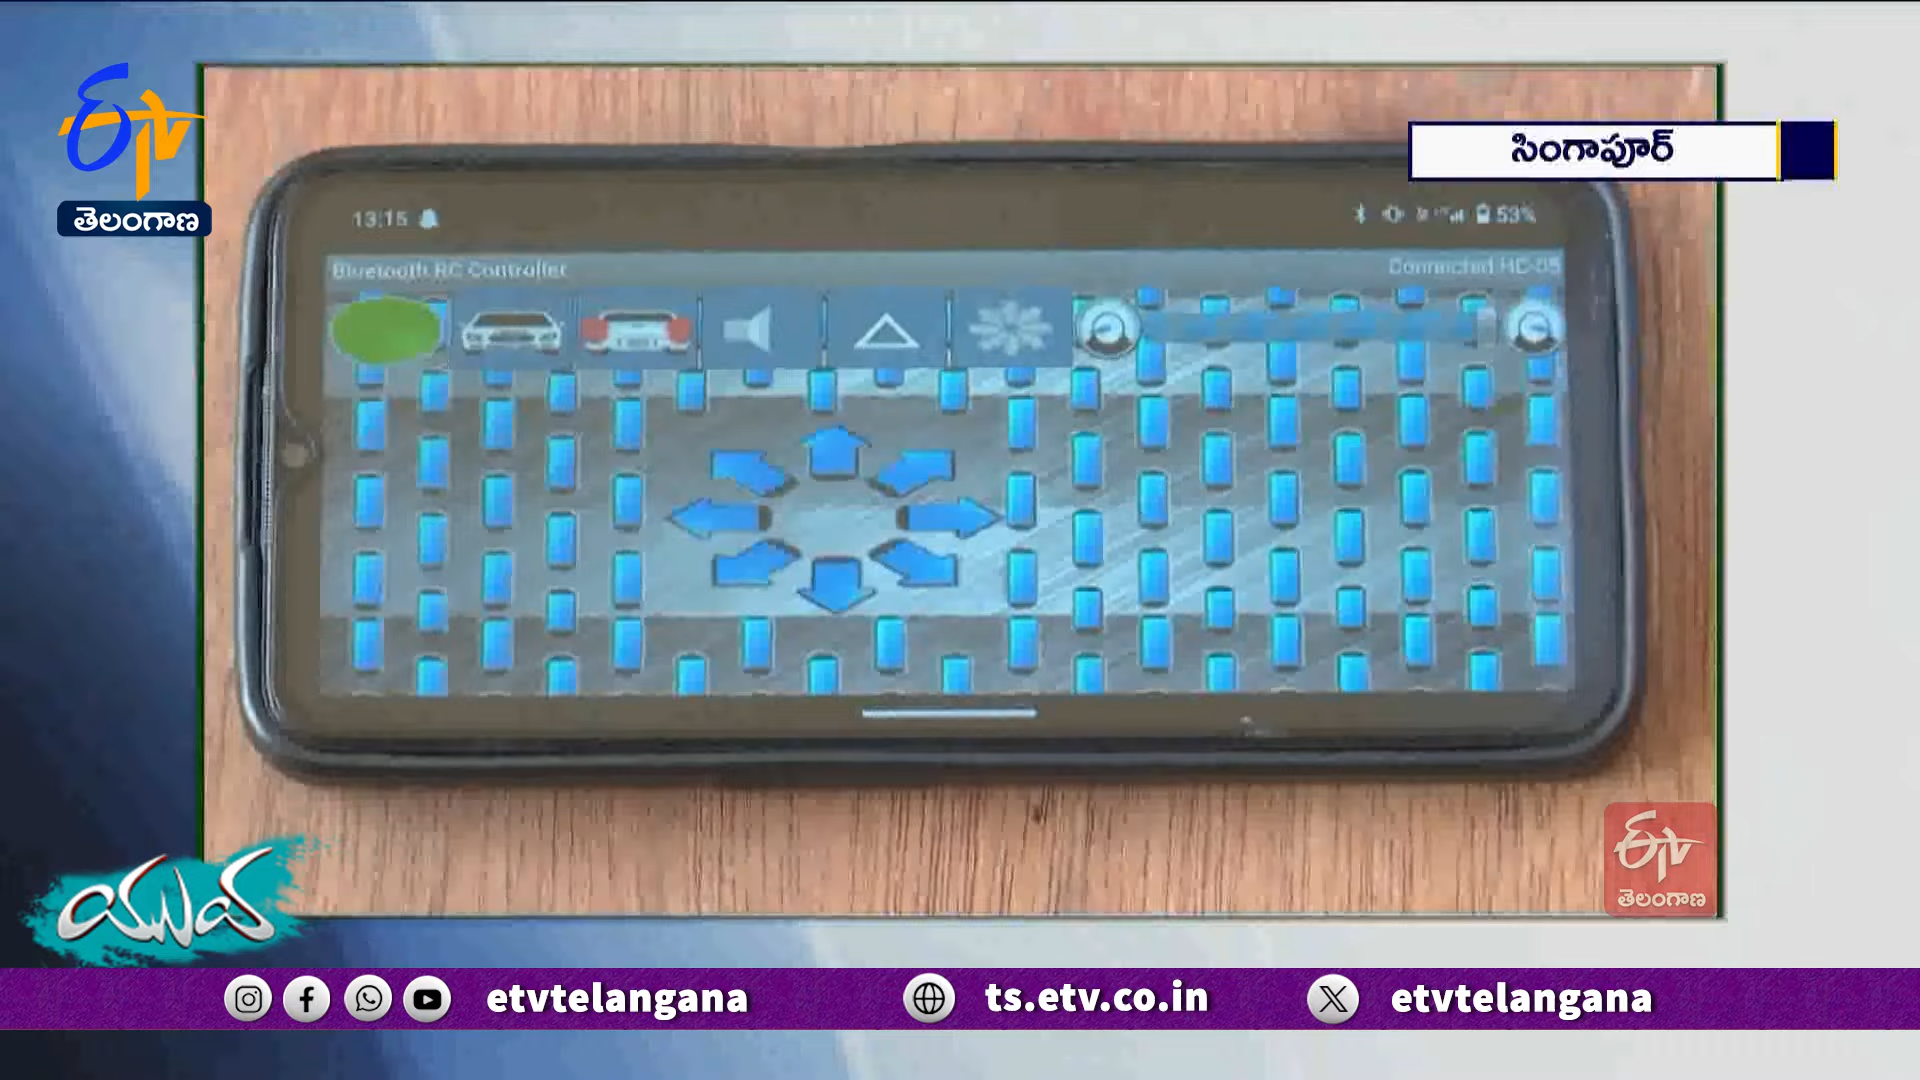 ETV
తెలంగాణ
సింగాపూర్
13:15
53%
Bluetooth RC Controller
Connected HC-05
ETV
తెలంగాణ
యువ
etvtelangana
ts.etv.co.in
etvtelangana